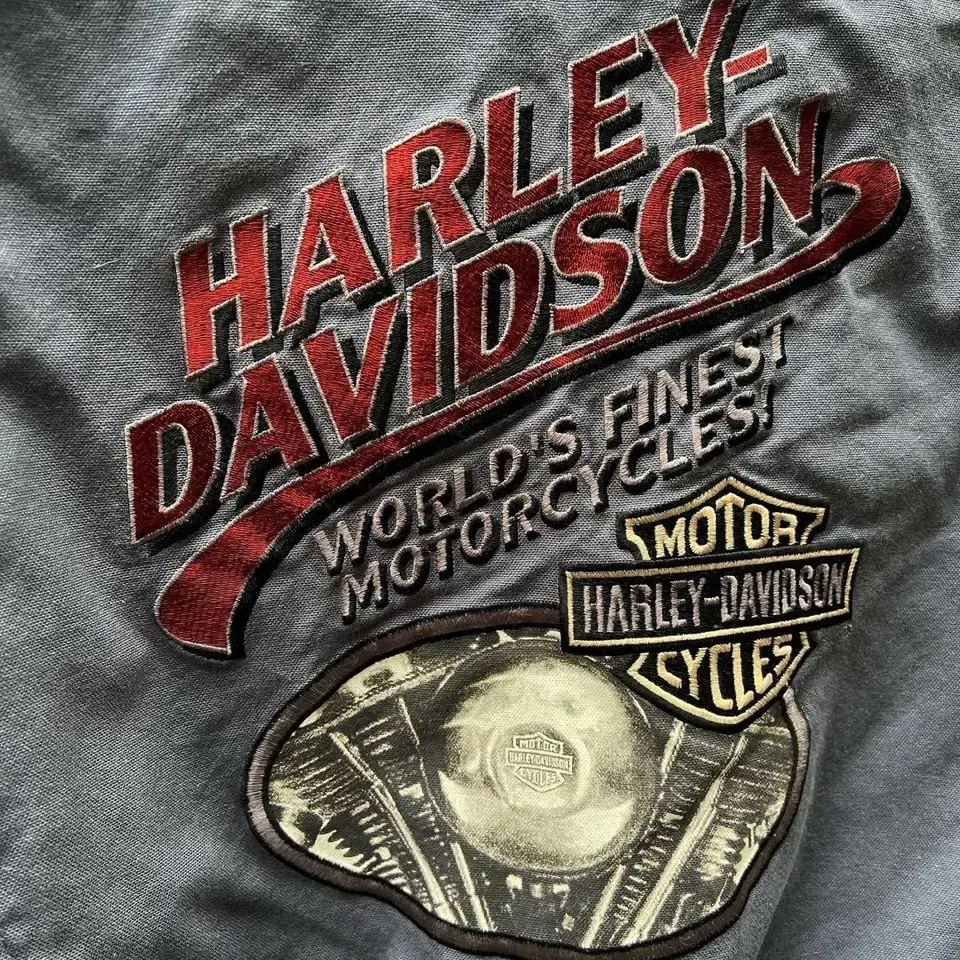 HARLEY-
DAVIDSON
WORLD'S FINEST
MOTORCYCLES!
MOTOR
HARLEY-DAVIDSON
CYCLES
MOTOR
HARLEY-DAVIDSON
CYCLES